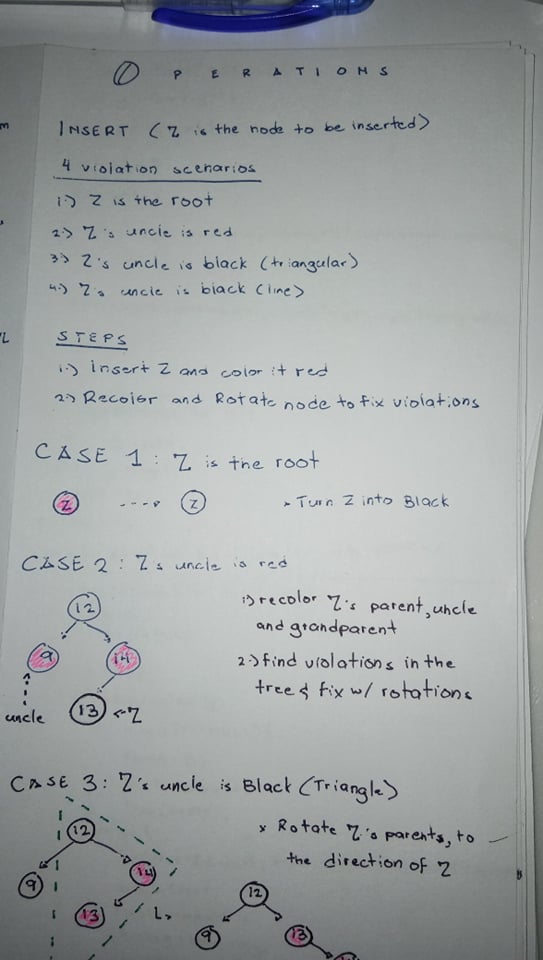 OPERATIONS
INSERT (Z is the node to be inserted)
4 violation scenarios
1.) Z is the root
2.) Z's uncle is red
3.) Z's uncle is black (triangular)
4.) Z's uncle is black (line)
STEPS
1.) insert Z and color it red
2.) Recolor and Rotate node to fix violations
CASE 1: Z is the root
Z
Z
* Turn Z into Black
CASE 2: Z's uncle is red
12
9
14
uncle
13
Z
1.) recolor Z's parent, uncle
and grandparent
2.) find violations in the
tree & fix w/ rotations
CASE 3: Z's uncle is Black (Triangle)
12
9
14
13
* Rotate Z's parents, to
the direction of Z
12
9
13